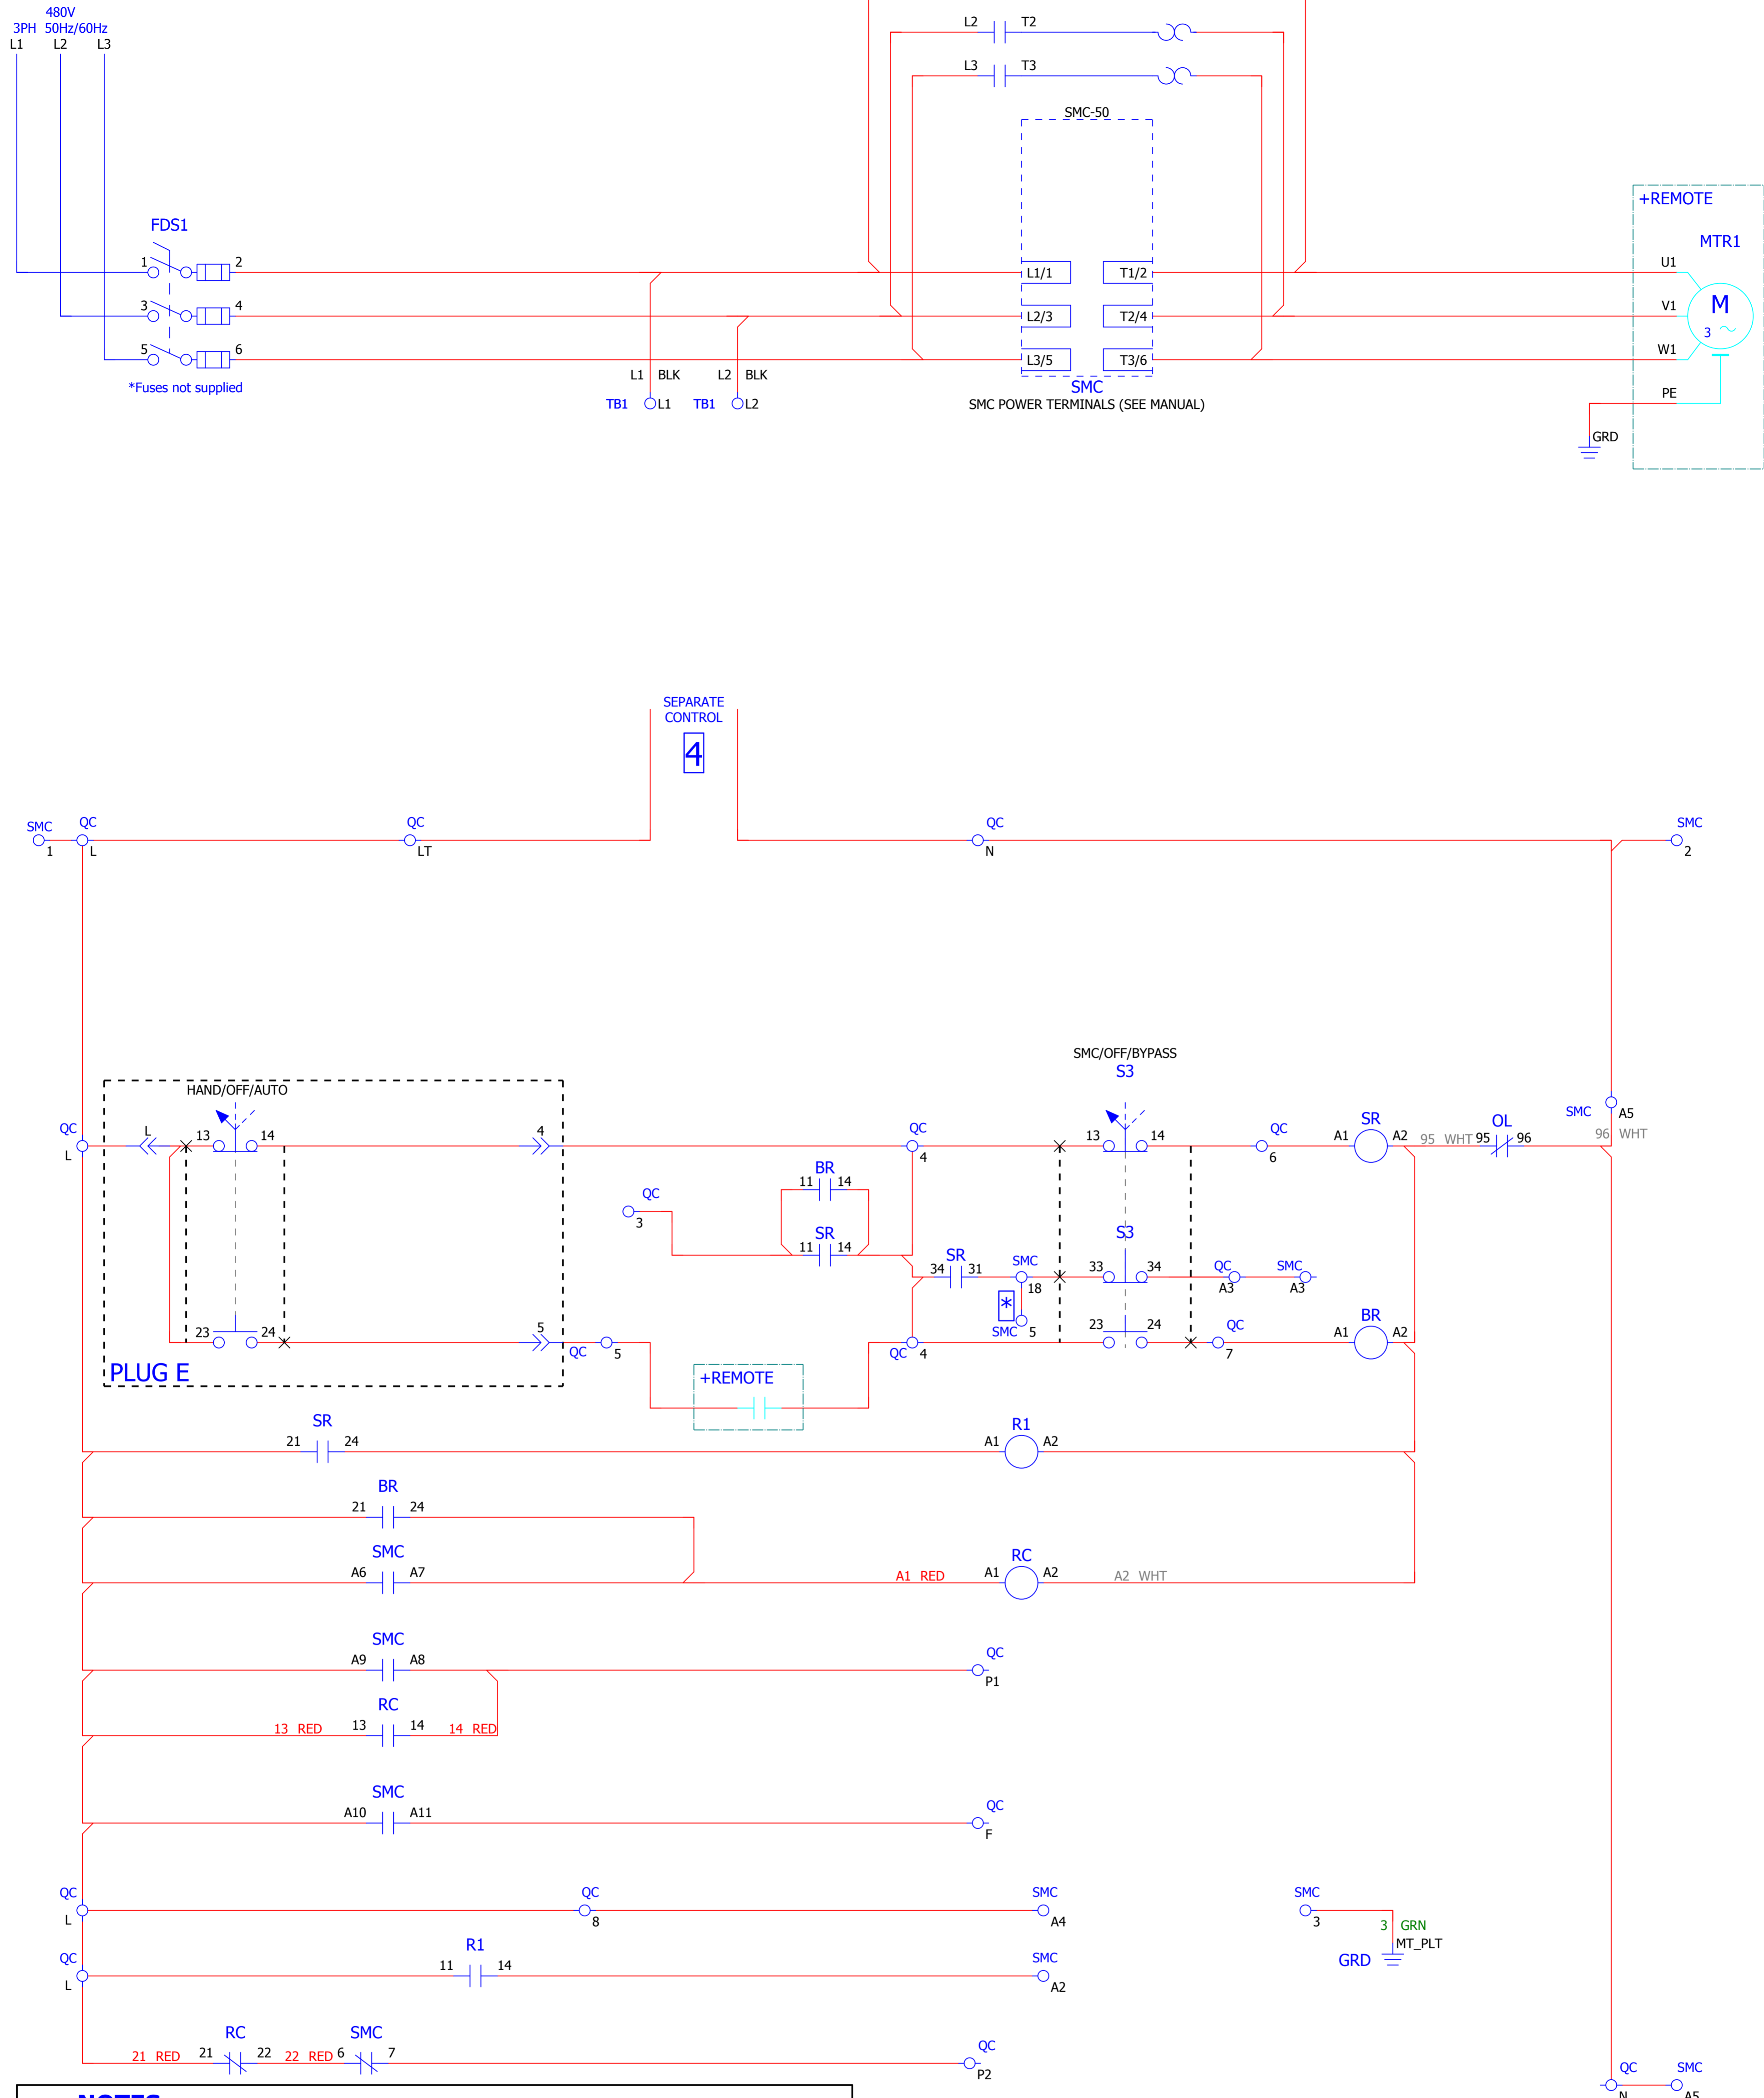 480V
3PH 50Hz/60Hz
L1 L2 L3
L2 T2
L3 T3
SMC-50
+REMOTE
MTR1
FDS1
1 2
3 4
5 6
*Fuses not supplied
L1/1 T1/2
L2/3 T2/4
L3/5 T3/6
U1
V1
W1
PE
M
3
GRD
L1 BLK L2 BLK
TB1 L1 TB1 L2
SMC
SMC POWER TERMINALS (SEE MANUAL)
SEPARATE
CONTROL
4
SMC QC QC QC SMC
1 L LT N 2
SMC/OFF/BYPASS
S3
HAND/OFF/AUTO
QC L 13 14 4 QC 13 14 QC SR OL SMC A5
L 4 6 A1 A2 95 WHT 95 96 96 WHT
BR
11 14
QC
3
SR
11 14
S3
SR
34 31
SMC
18
33 34
QC SMC
A3 A3
*
SMC 5
23 24
5
QC 5
QC 4
23 24
QC
7
BR
A1 A2
PLUG E
+REMOTE
SR R1
21 24 A1 A2
BR
21 24
SMC RC
A6 A7 A1 RED A1 A2 A2 WHT
SMC QC
A9 A8 P1
RC
13 RED 13 14 14 RED
SMC QC
A10 A11 F
QC QC SMC SMC
L 8 A4 3
3 GRN
MT_PLT
GRD
QC R1 SMC
L 11 14 A2
RC SMC QC
21 RED 21 22 22 RED 6 7 P2
QC SMC
N A5
NOTES